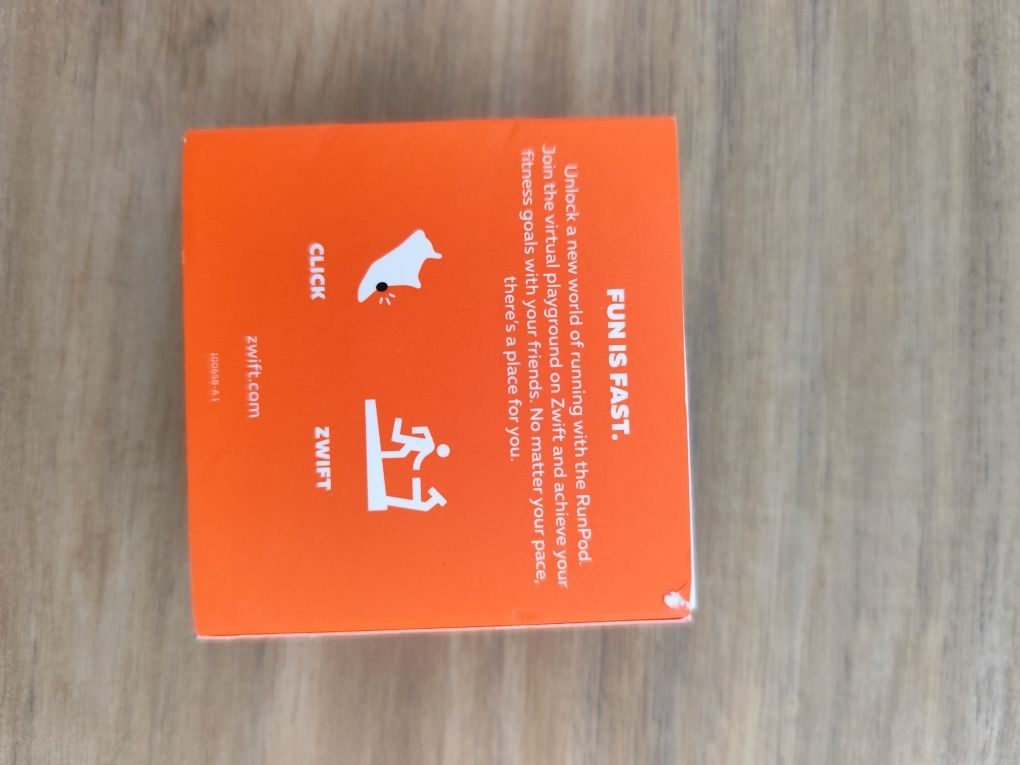 FUN IS FAST.
Unlock a new world of running with the RunPod.
Join the virtual playground on Zwift and achieve your
fitness goals with your friends. No matter your pace,
there's a place for you.
CLICK
ZWIFT
zwift.com
100658-A1